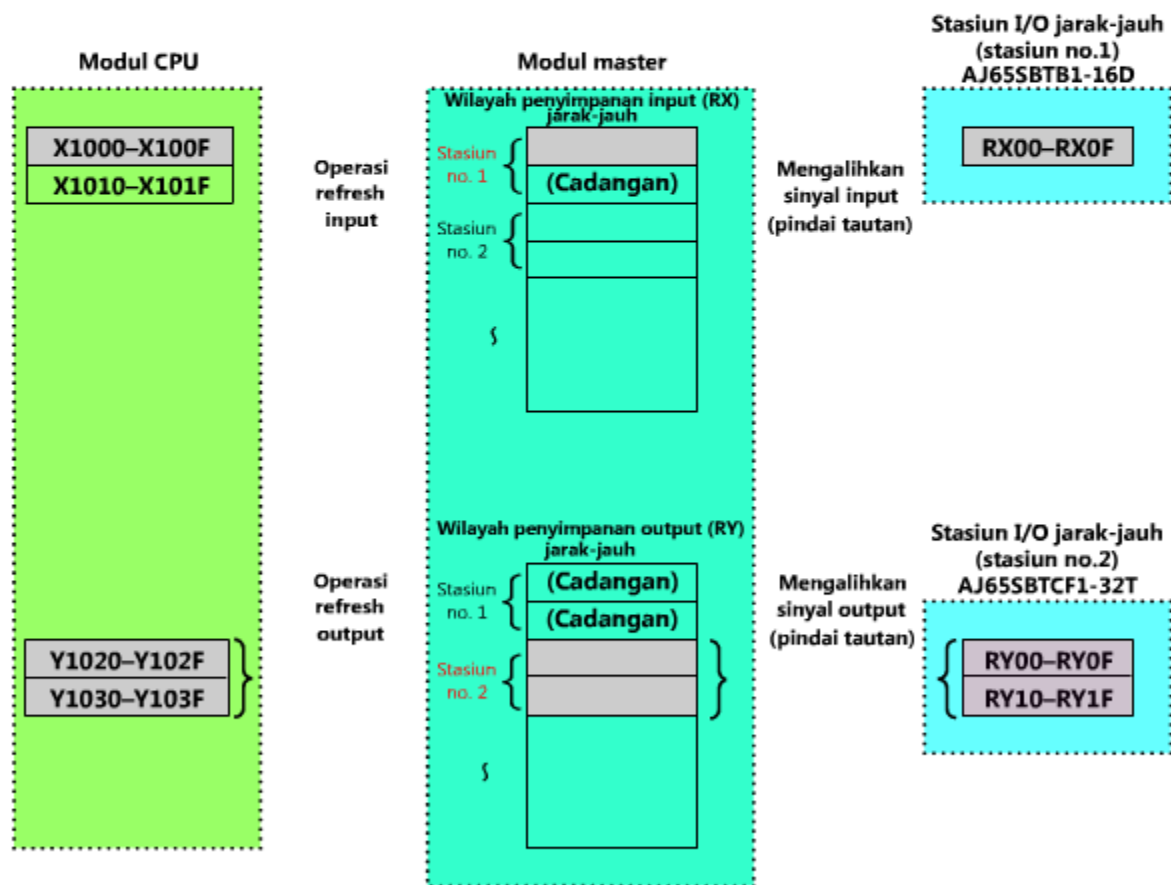 Modul CPU
X1000–X100F
X1010–X101F
Y1020–Y102F
Y1030–Y103F
Operasi
refresh
input
Operasi
refresh
output
Modul master
Wilayah penyimpanan input (RX)
jarak-jauh
Stasiun
no. 1
(Cadangan)
Stasiun
no. 2
Wilayah penyimpanan output (RY)
jarak-jauh
Stasiun
no. 1
(Cadangan)
(Cadangan)
Stasiun
no. 2
Mengalihkan
sinyal input
(pindai tautan)
Mengalihkan
sinyal output
(pindai tautan)
Stasiun I/O jarak-jauh
(stasiun no.1)
AJ65SBTB1-16D
RX00–RX0F
Stasiun I/O jarak-jauh
(stasiun no.2)
AJ65SBTCF1-32T
RY00–RY0F
RY10–RY1F